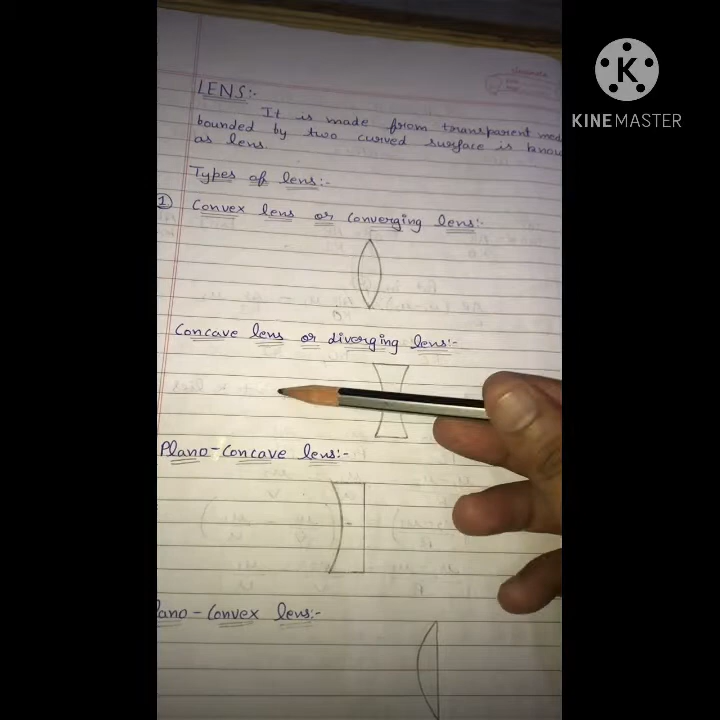 KINEMASTER
LENS:-
It is made from transparent
bounded by two curved surface is
as lens.
Types of lens:-
① Convex lens or converging lens:-
Concave lens or diverging lens:-
Plano-Concave lens:-
-Convex lens:-